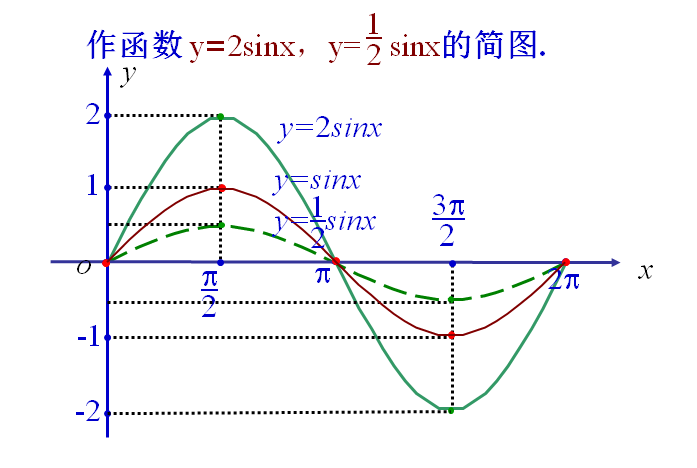 作函数 y=2sinx，y=1/2 sinx的简图.
y
2
y=2sinx
1
y=sinx
y=1/2sinx
3π/2
o
π/2
π
2π
x
-1
-2